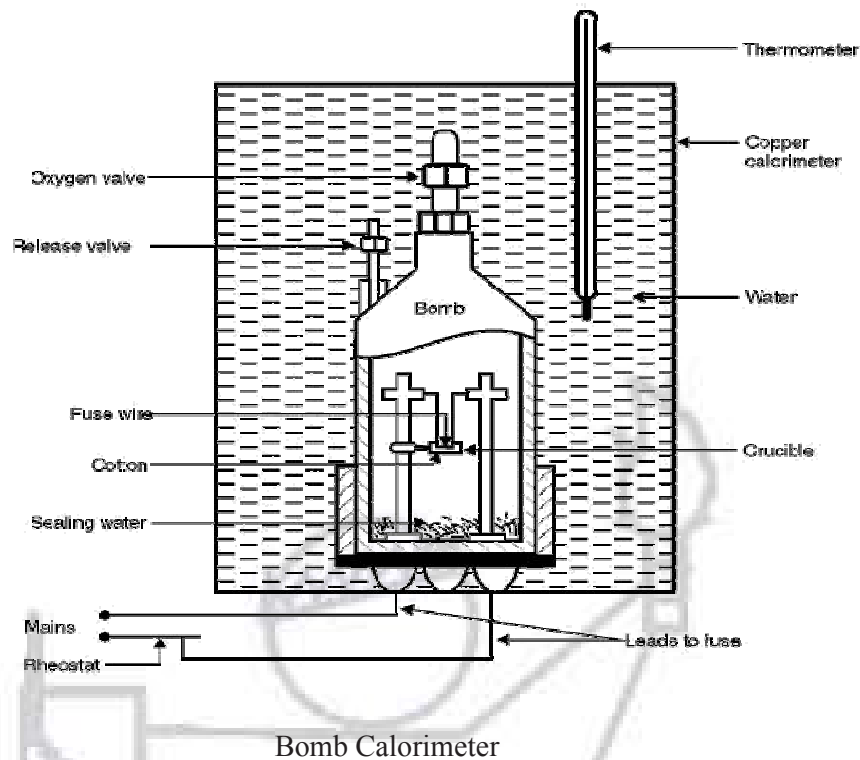 Thermometer
Copper
calorimeter
Oxygen valve
Release valve
Water
Bomb
Fuse wire
Crucible
Cotton
Sealing water
Mains
Leads to fuse
Rheostat
Bomb Calorimeter